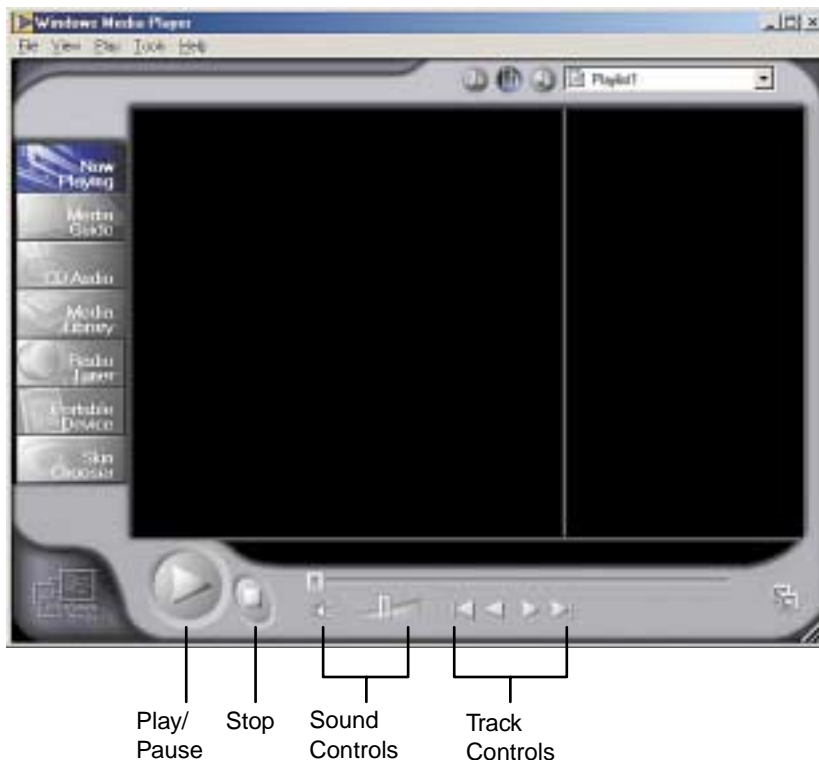 Windows Media Player
File View Play Tools Help
Playlist1
Now
Playing
Media
Guide
CD Audio
Media
Library
Radio
Tuner
Portable
Device
Skin
Chooser
Play/
Pause
Stop
Sound
Controls
Track
Controls